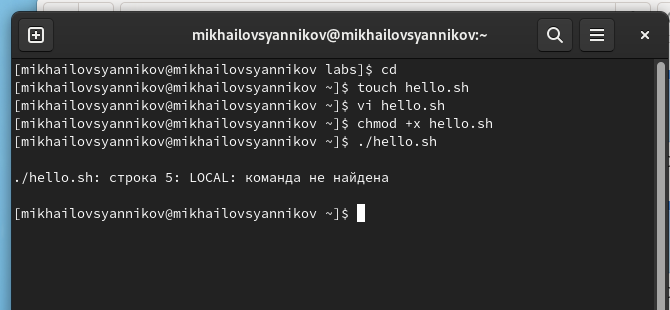 mikhailovsyannikov@mikhailovsyannikov:~
[mikhailovsyannikov@mikhailovsyannikov labs]$ cd
[mikhailovsyannikov@mikhailovsyannikov ~]$ touch hello.sh
[mikhailovsyannikov@mikhailovsyannikov ~]$ vi hello.sh
[mikhailovsyannikov@mikhailovsyannikov ~]$ chmod +x hello.sh
[mikhailovsyannikov@mikhailovsyannikov ~]$ ./hello.sh
./hello.sh: строка 5: LOCAL: команда не найдена
[mikhailovsyannikov@mikhailovsyannikov ~]$